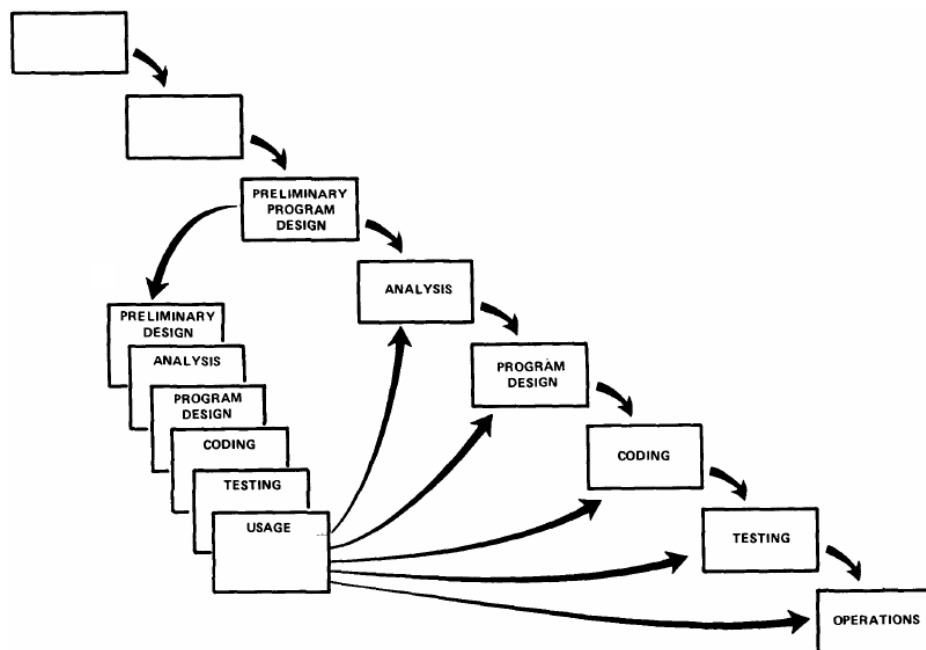 PRELIMINARY
PROGRAM
DESIGN
ANALYSIS
PROGRAM
DESIGN
CODING
TESTING
OPERATIONS
PRELIMINARY
DESIGN
ANALYSIS
PROGRAM
DESIGN
CODING
TESTING
USAGE